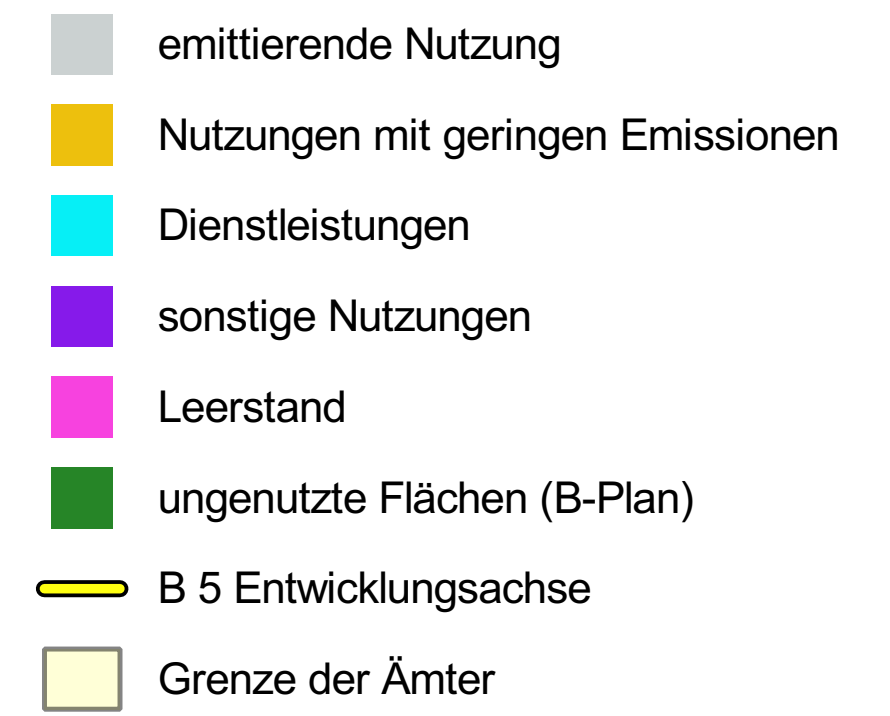 emittierende Nutzung
Nutzungen mit geringen Emissionen
Dienstleistungen
sonstige Nutzungen
Leerstand
ungenutzte Flächen (B-Plan)
B 5 Entwicklungsachse
Grenze der Ämter